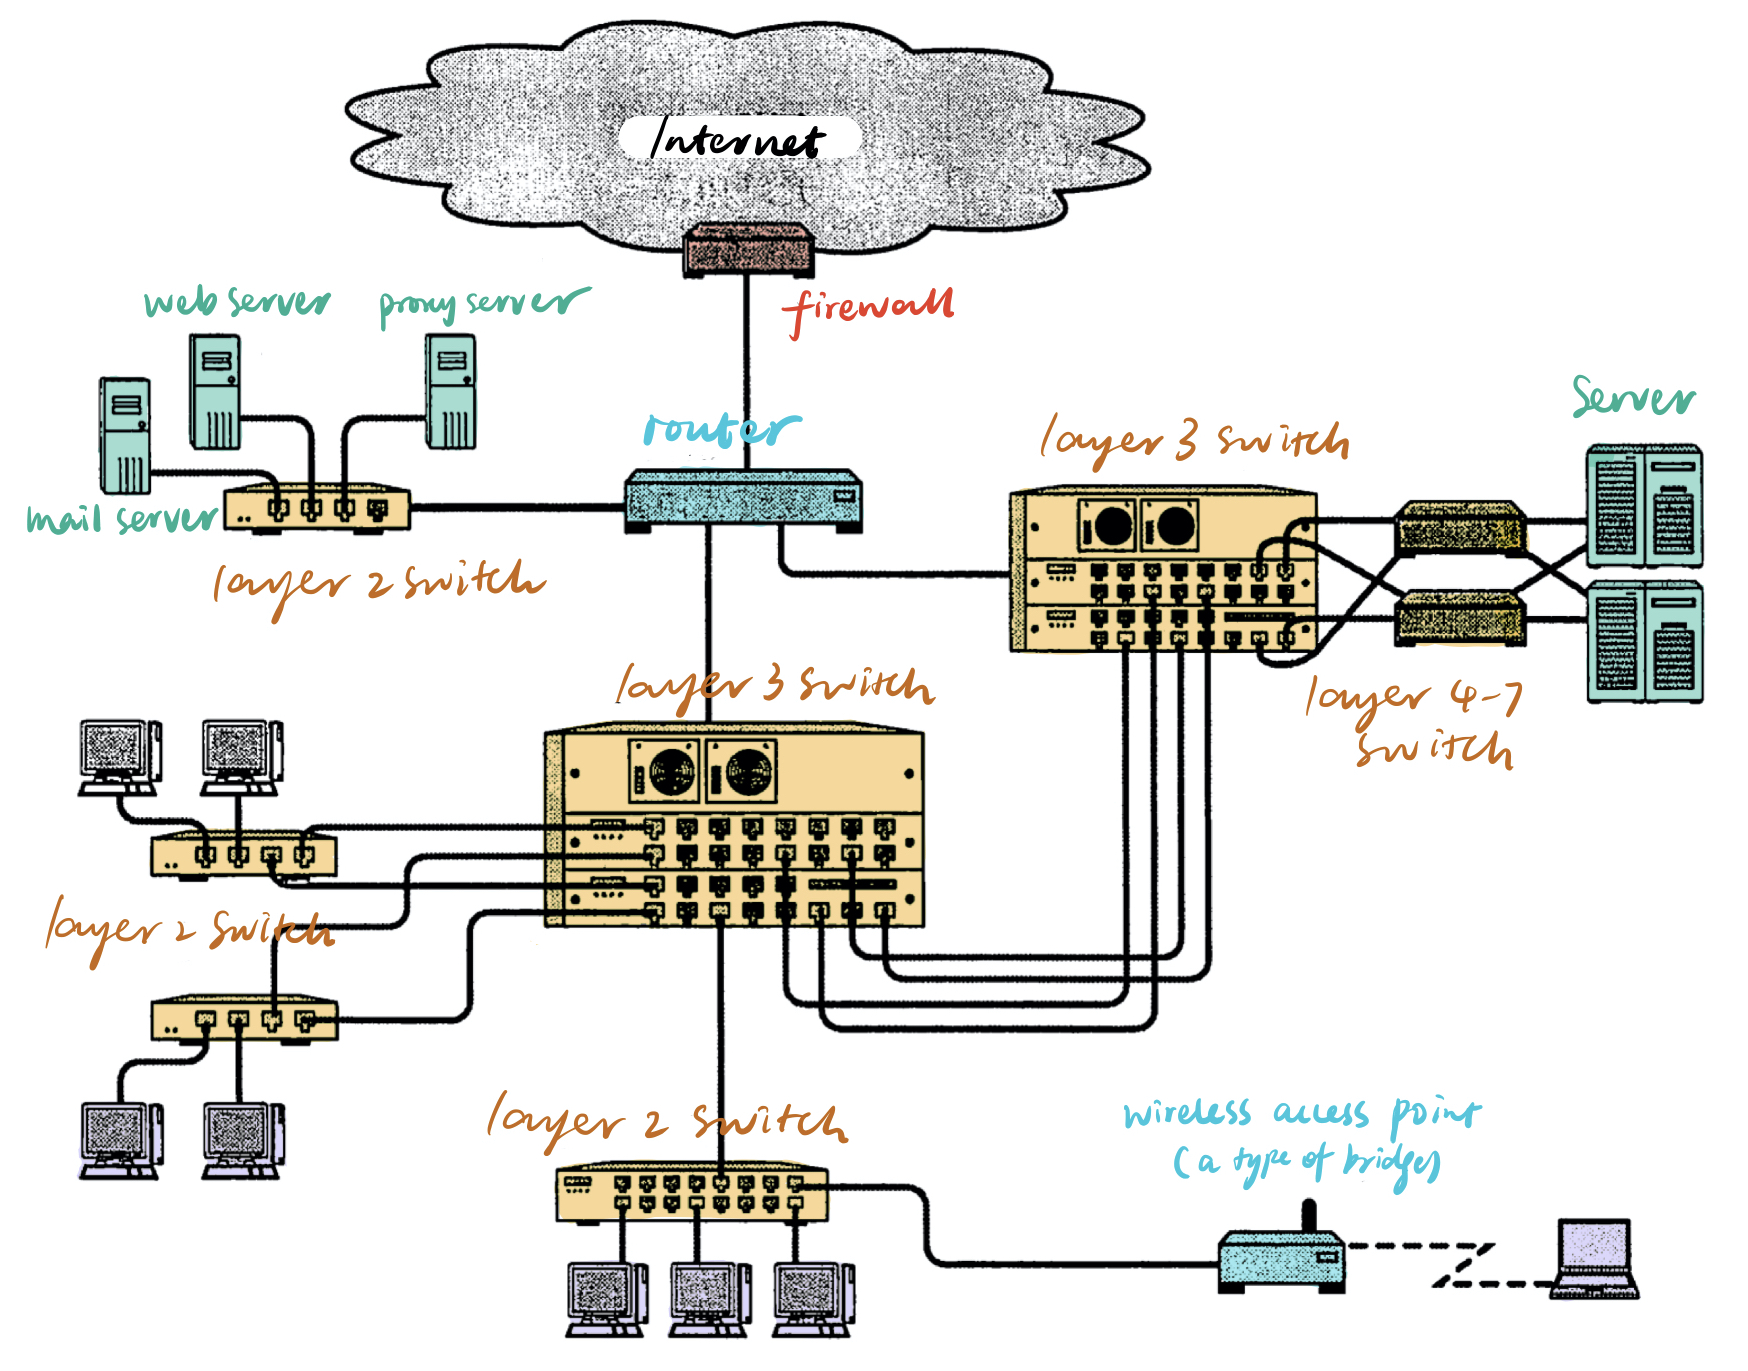 Internet
firewall
web server
proxy server
mail server
layer 2 switch
router
layer 3 switch
Server
layer 4-7
switch
layer 3 switch
layer 2 switch
layer 2 switch
wireless access point
(a type of bridge)